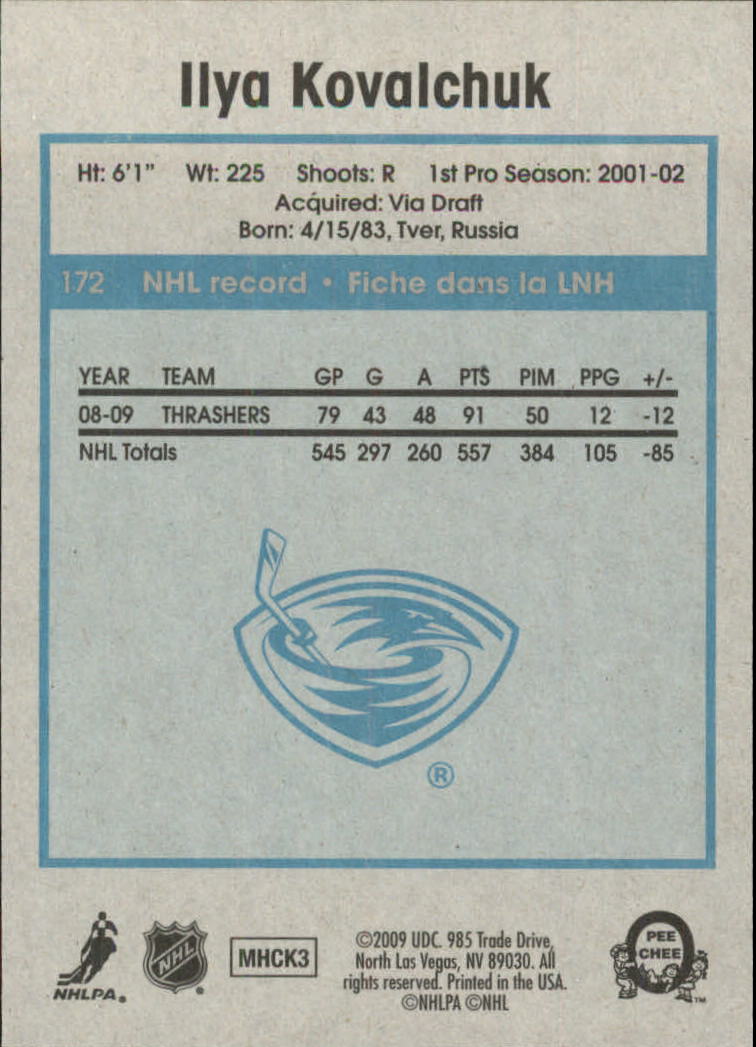 Ilya Kovalchuk
Ht: 6'1" Wt: 225 Shoots: R 1st Pro Season: 2001-02
Acquired: Via Draft
Born: 4/15/83, Tver, Russia
172 NHL record • Fiche dans la LNH
YEAR TEAM GP G A PTS PIM PPG +/-
08-09 THRASHERS 79 43 48 91 50 12 -12
NHL Totals 545 297 260 557 384 105 -85
®
NHLPA®
NHL®
MHCK3
©2009 UDC. 985 Trade Drive,
North Las Vegas, NV 89030. All
rights reserved. Printed in the USA.
©NHLPA ©NHL
O PEE
CHEE
TM